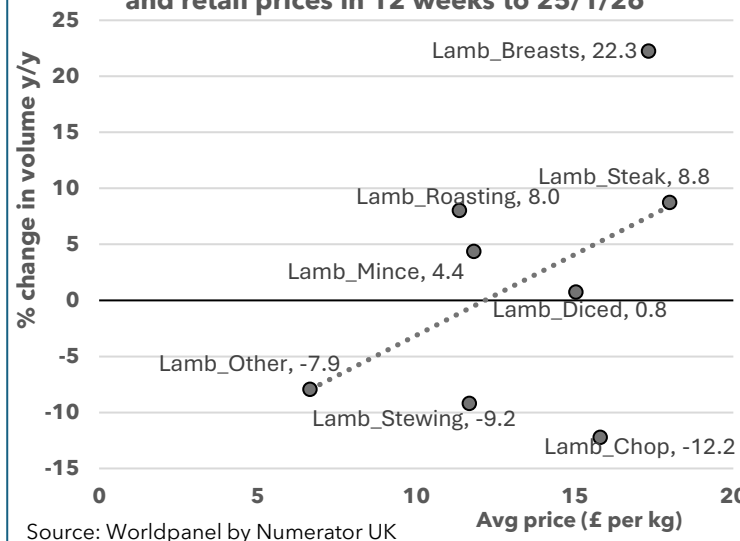 and retail prices in 12 weeks to 25/1/26
25
20
15
10
5
0
-5
-10
-15
% change in volume y/y
Lamb_Breasts, 22.3
Lamb_Steak, 8.8
Lamb_Roasting, 8.0
Lamb_Mince, 4.4
Lamb_Diced, 0.8
Lamb_Other, -7.9
Lamb_Stewing, -9.2
Lamb_Chop, -12.2
0 5 10 15 20
Avg price (£ per kg)
Source: Worldpanel by Numerator UK